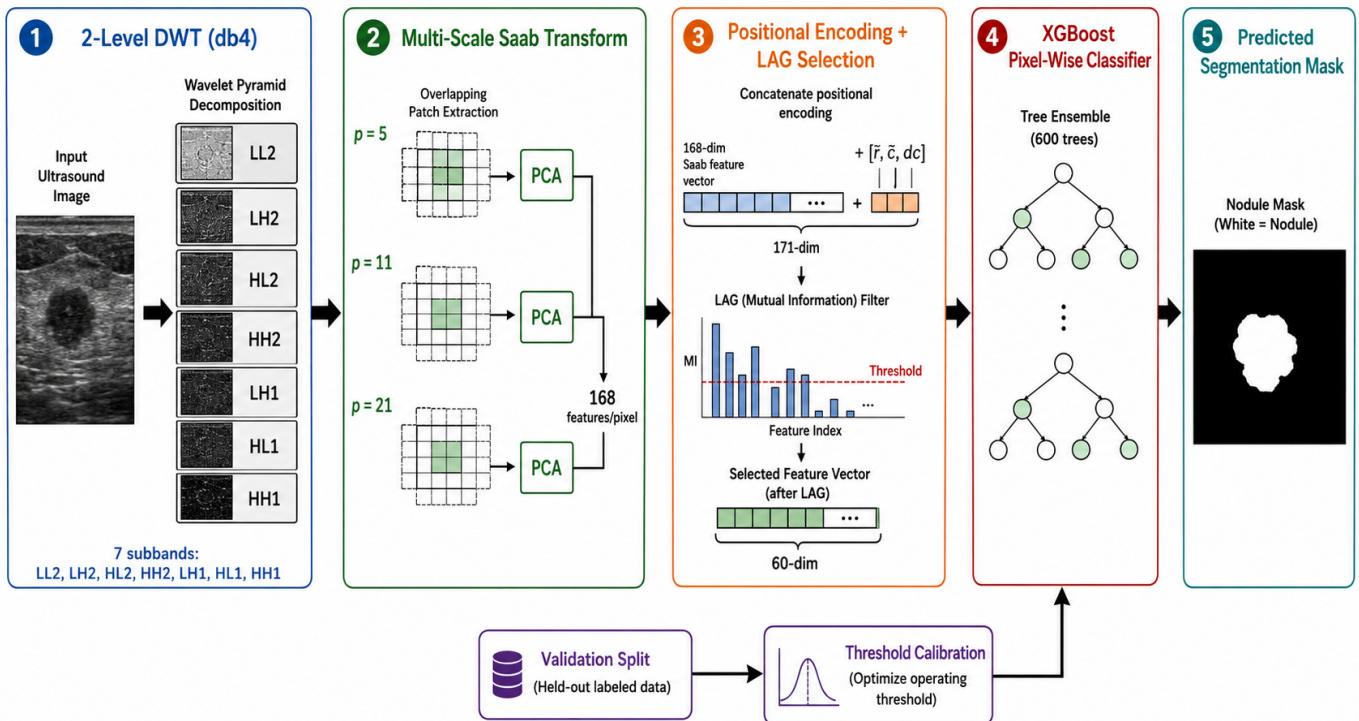 1 2-Level DWT (db4)
Wavelet Pyramid
Decomposition
Input
Ultrasound
Image
LL2
LH2
HL2
HH2
LH1
HL1
HH1
7 subbands:
LL2, LH2, HL2, HH2, LH1, HL1, HH1
2 Multi-Scale Saab Transform
Overlapping
Patch Extraction
p = 5
PCA
p = 11
PCA
168
features/pixel
p = 21
PCA
3 Positional Encoding +
LAG Selection
Concatenate positional
encoding
168-dim
Saab feature
vector
+ [r̃, c̃, dc]
... +
171-dim
LAG (Mutual Information) Filter
MI
Threshold
...
Feature Index
Selected Feature Vector
(after LAG)
...
60-dim
4 XGBoost
Pixel-Wise Classifier
Tree Ensemble
(600 trees)
5 Predicted
Segmentation Mask
Nodule Mask
(White = Nodule)
Validation Split
(Held-out labeled data)
Threshold Calibration
(Optimize operating
threshold)